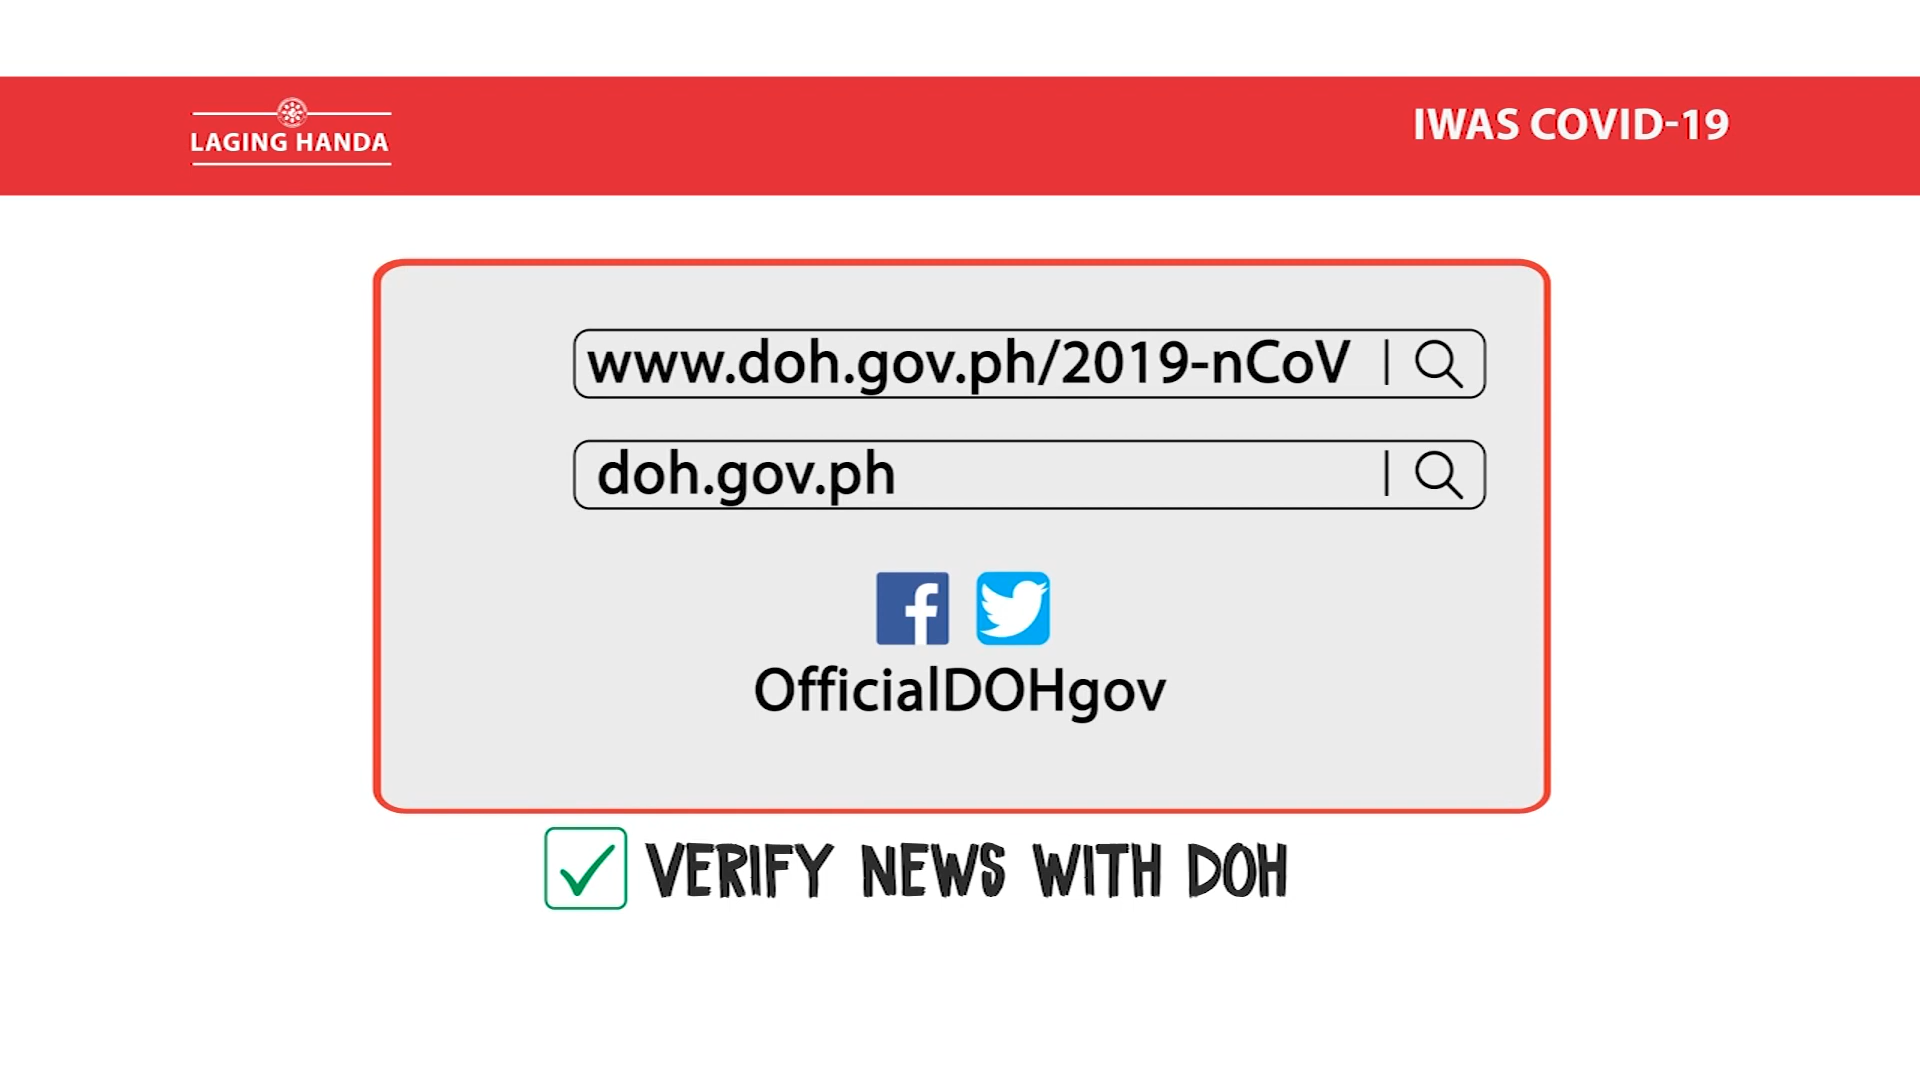 LAGING HANDA
IWAS COVID-19
www.doh.gov.ph/2019-nCoV
doh.gov.ph
OfficialDOHgov
VERIFY NEWS WITH DOH